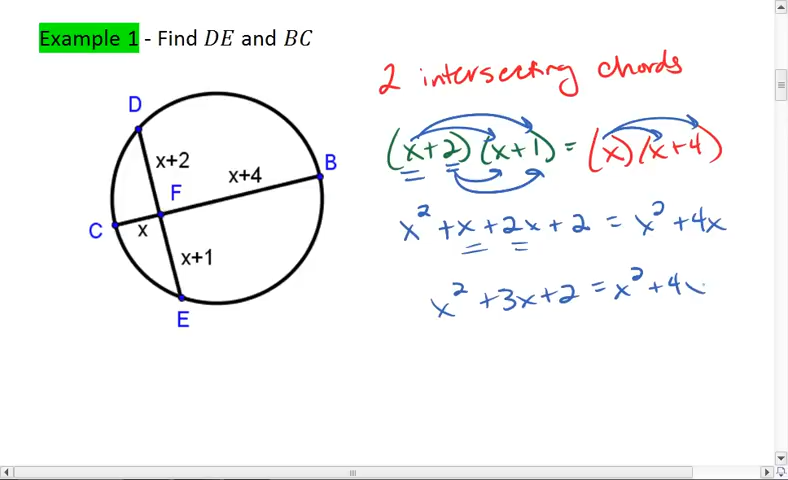 Example 1 - Find DE and BC
2 intersecting chords
(x+2)(x+1)=(x)(x+4)
x²+x+2x+2=x²+4x
x²+3x+2=x²+4x
D
x+2
B
x+4
F
C
x
x+1
E